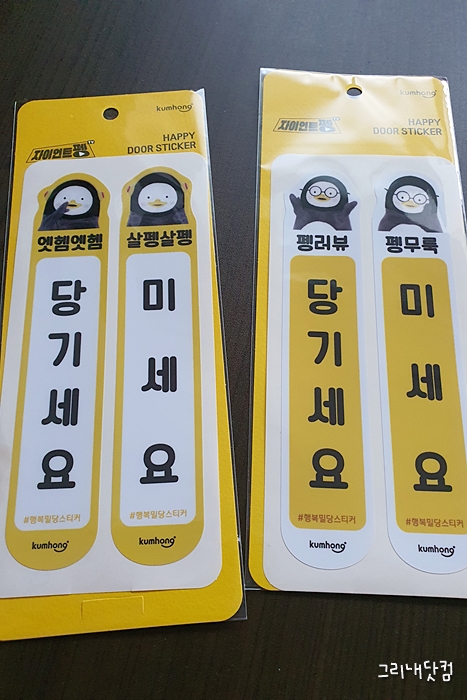 kumhong
자이언트펭TV
HAPPY
DOOR STICKER
엣헴엣헴
당
기
세
요
#행복밀당스티커
kumhong
살펭살펭
미
세
요
#행복밀당스티커
kumhong
kumhong
자이언트펭TV
HAPPY
DOOR STICKER
펭러뷰
당
기
세
요
#행복밀당스티커
kumhong
펭무룩
미
세
요
#행복밀당스티커
kumhong
그리내닷컴